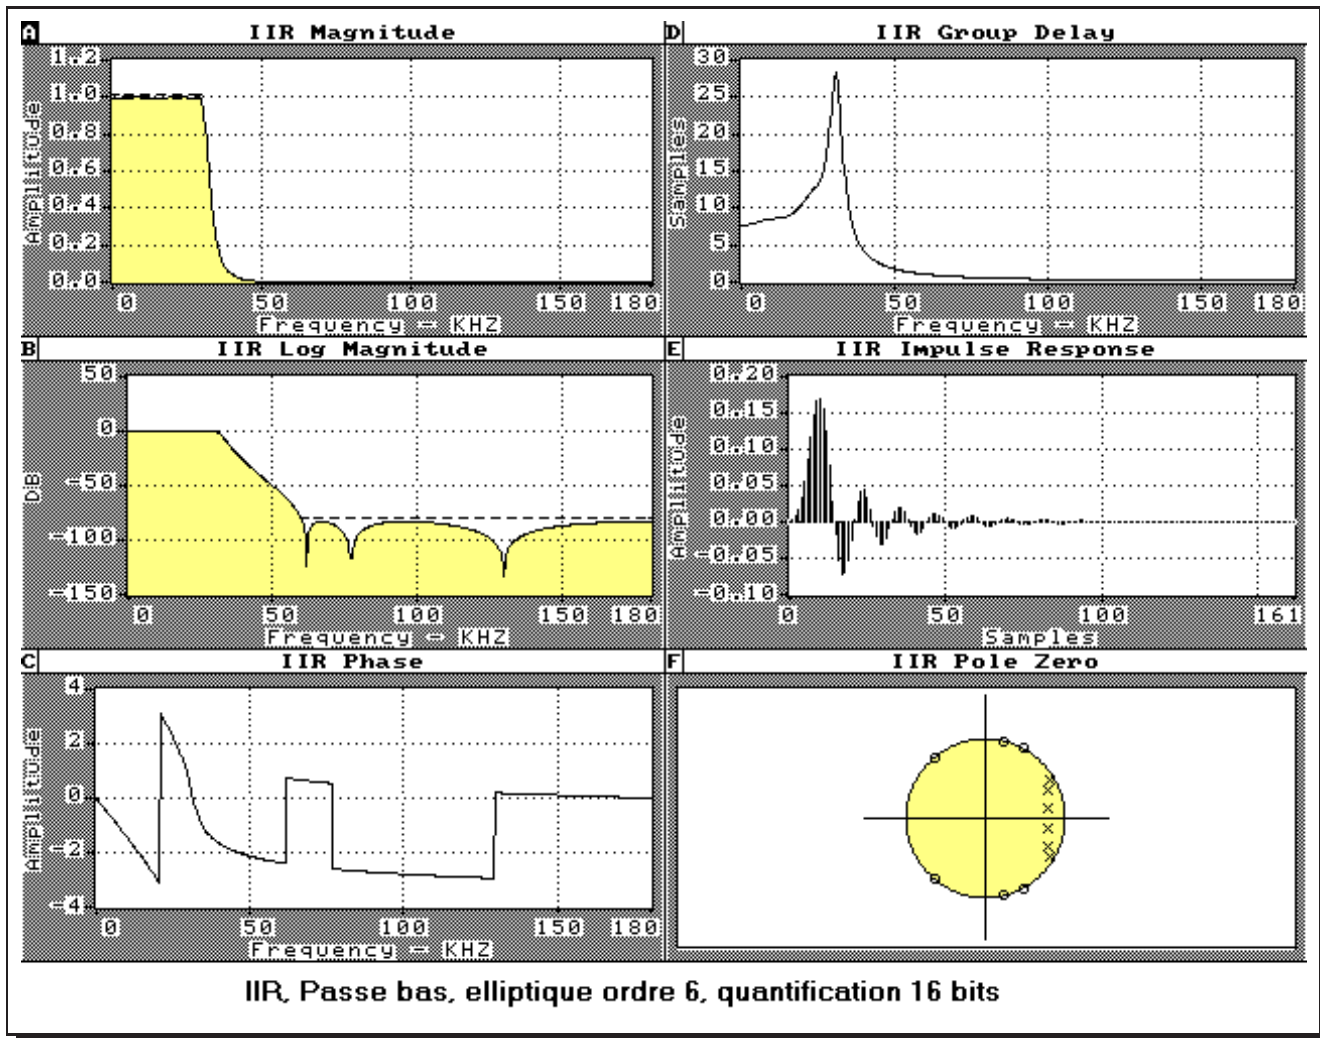 A IIR Magnitude
1.2
1.0
0.8
0.6
0.4
0.2
0.0
Amplitude
0 50 100 150 180
Frequency - KHZ
D IIR Group Delay
30
25
20
15
10
5
0
Samples
0 50 100 150 180
Frequency - KHZ
B IIR Log Magnitude
50
0
-50
-100
-150
DB
0 50 100 150 180
Frequency - KHZ
E IIR Impulse Response
0.20
0.15
0.10
0.05
0.00
-0.05
-0.10
Amplitude
0 50 100 161
Samples
C IIR Phase
4
2
0
-2
-4
Amplitude
0 50 100 150 180
Frequency - KHZ
F IIR Pole Zero
IIR, Passe bas, elliptique ordre 6, quantification 16 bits